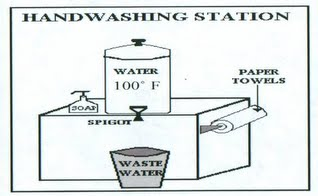 HANDWASHING STATION
WATER
100° F
PAPER
TOWELS
SOAP
SPIGOT
WASTE
WATER